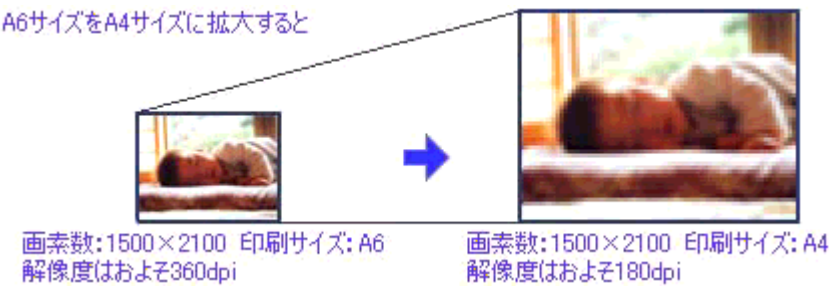 A6サイズをA4サイズに拡大すると
画素数:1500×2100 印刷サイズ: A6
解像度はおよそ360dpi
画素数:1500×2100 印刷サイズ: A4
解像度はおよそ180dpi